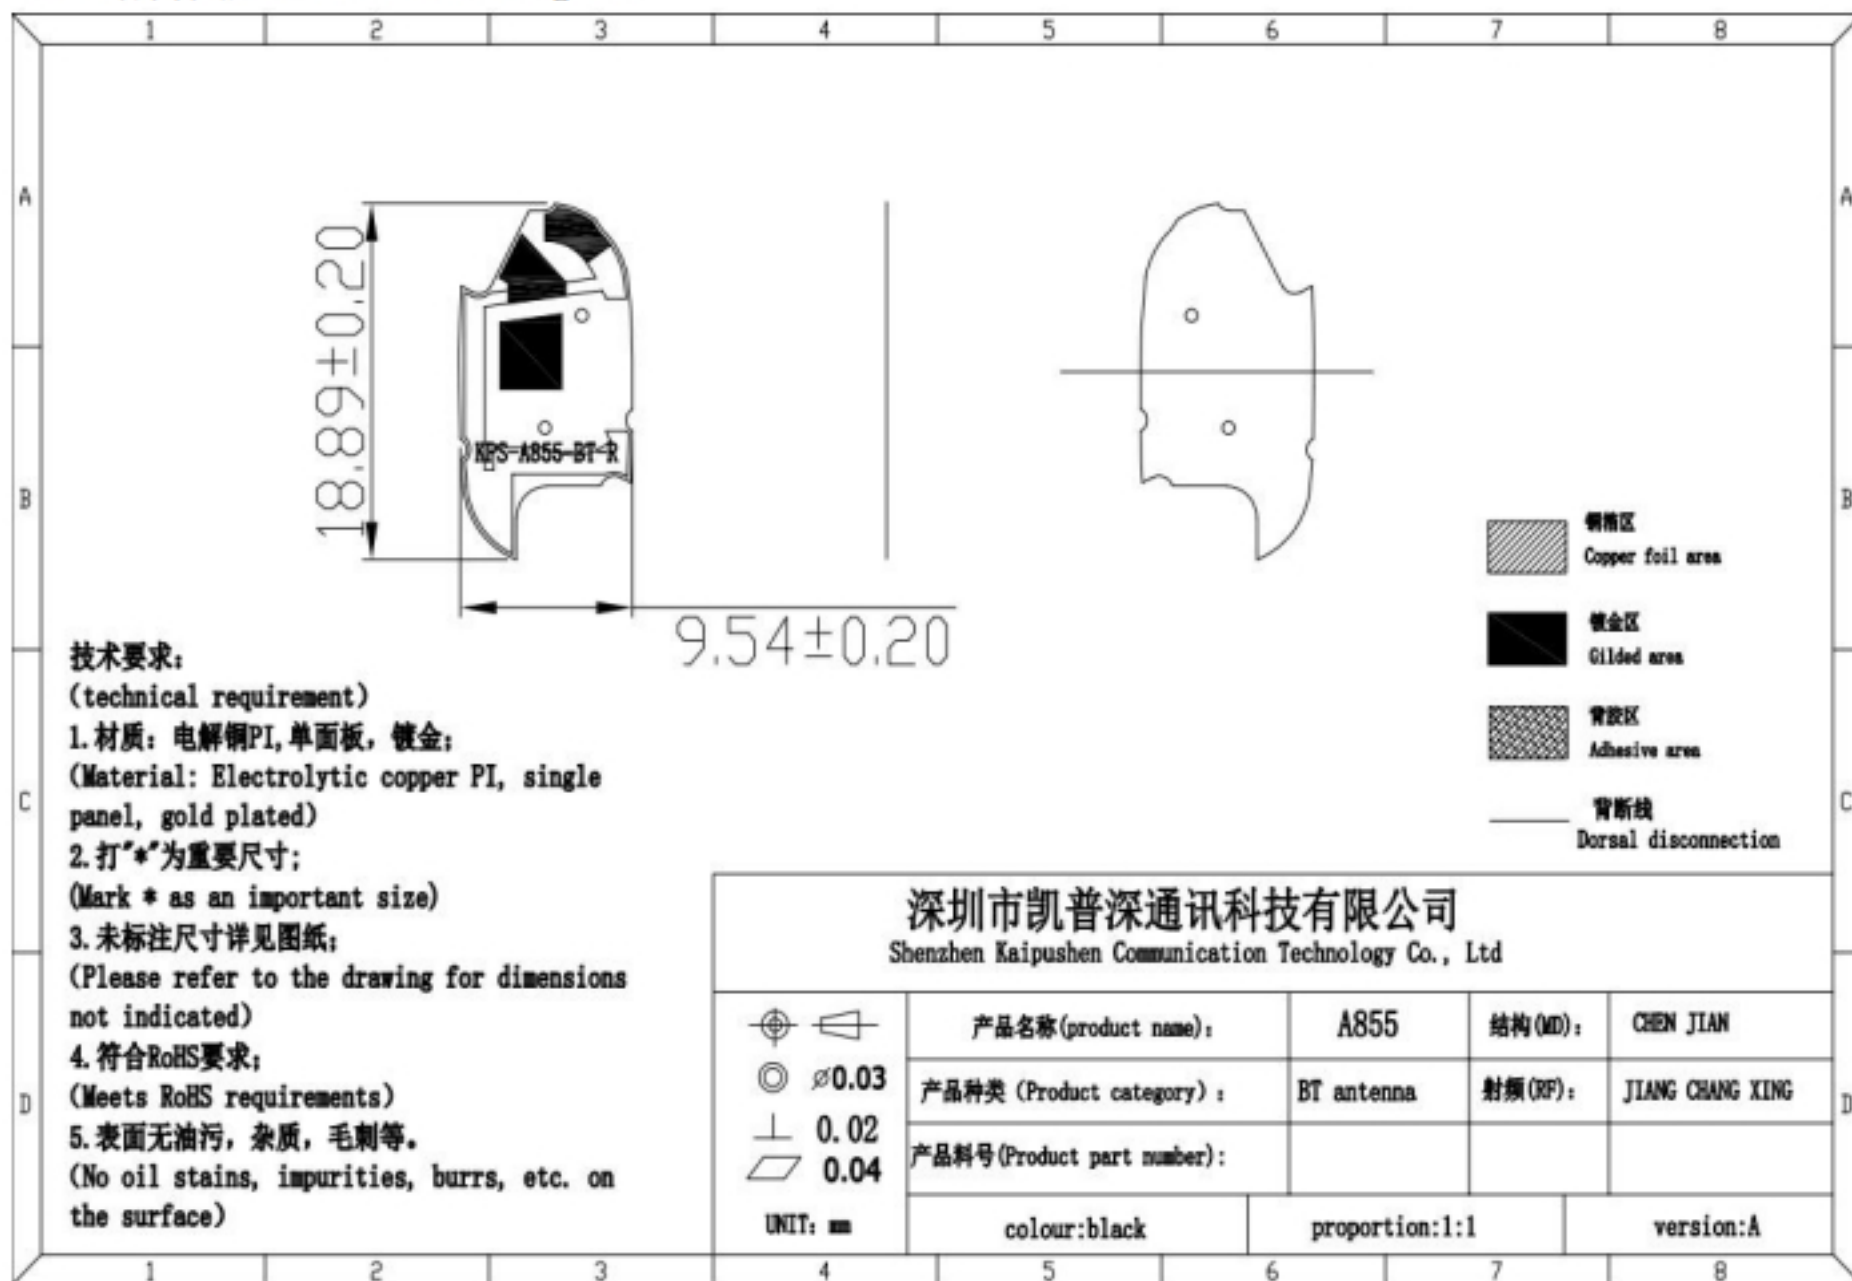 1 2 3 4 5 6 7 8
A A
18.89±0.20
KPS-A855-BT-R
B B
9.54±0.20
铜箔区
Copper foil area
镀金区
Gilded area
背胶区
Adhesive area
背断线
Dorsal disconnection
C C
技术要求:
(technical requirement)
1.材质: 电解铜PI,单面板, 镀金;
(Material: Electrolytic copper PI, single
panel, gold plated)
2.打"*"为重要尺寸;
(Mark * as an important size)
3.未标注尺寸详见图纸;
(Please refer to the drawing for dimensions
not indicated)
4.符合RoHS要求;
(Meets RoHS requirements)
5.表面无油污, 杂质, 毛刺等。
(No oil stains, impurities, burrs, etc. on
the surface)
深圳市凯普深通讯科技有限公司
Shenzhen Kaipushen Communication Technology Co., Ltd
产品名称(product name): A855 结构(MD): CHEN JIAN
⌀0.03
产品种类 (Product category) : BT antenna 射频(RF): JIANG CHANG XING
D D
0.02
0.04
产品料号(Product part number):
UNIT: mm colour:black proportion:1:1 version:A
1 2 3 4 5 6 7 8